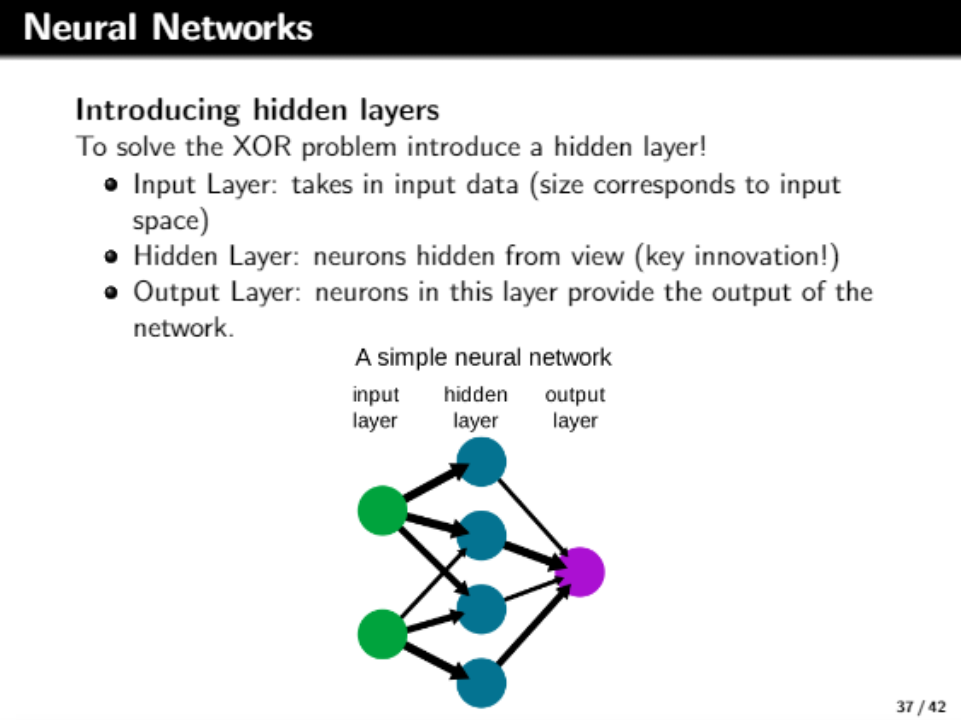 Neural Networks
Introducing hidden layers
To solve the XOR problem introduce a hidden layer!
Input Layer: takes in input data (size corresponds to input
space)
Hidden Layer: neurons hidden from view (key innovation!)
Output Layer: neurons in this layer provide the output of the
network.
A simple neural network
input hidden output
layer layer layer
37 / 42